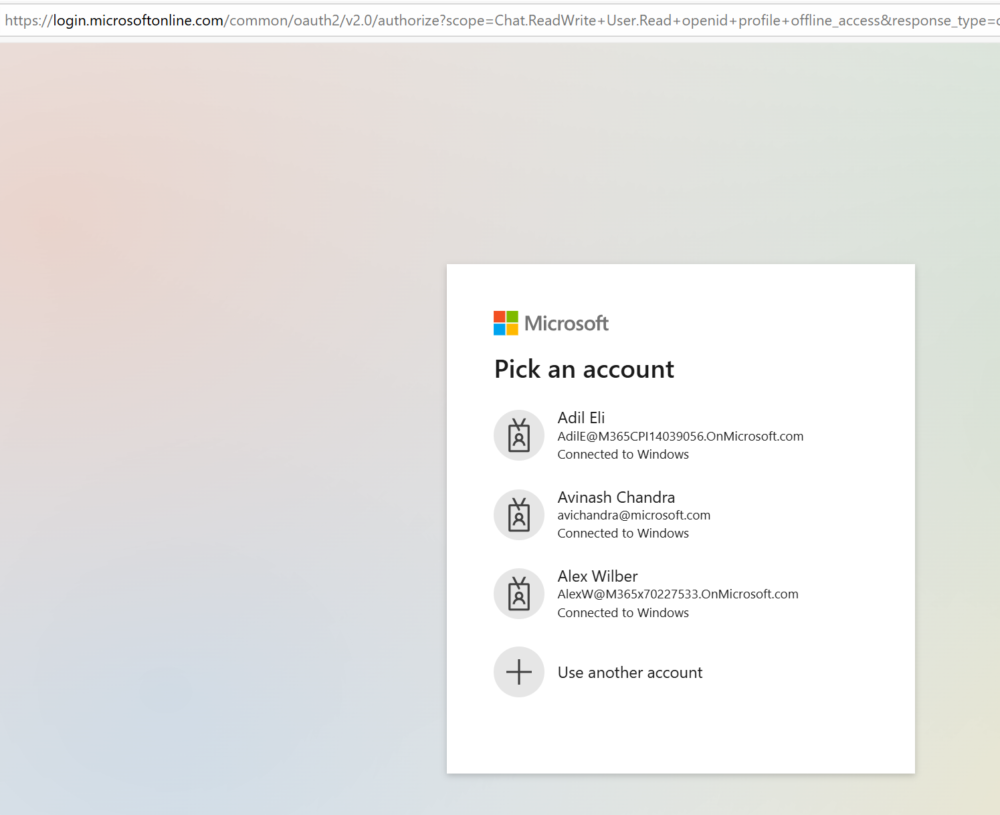 https://login.microsoftonline.com/common/oauth2/v2.0/authorize?scope=Chat.ReadWrite+User.Read+openid+profile+offline_access&response_type=
Microsoft
Pick an account
Adil Eli
AdilE@M365CPI14039056.OnMicrosoft.com
Connected to Windows
Avinash Chandra
avichandra@microsoft.com
Connected to Windows
Alex Wilber
AlexW@M365x70227533.OnMicrosoft.com
Connected to Windows
Use another account